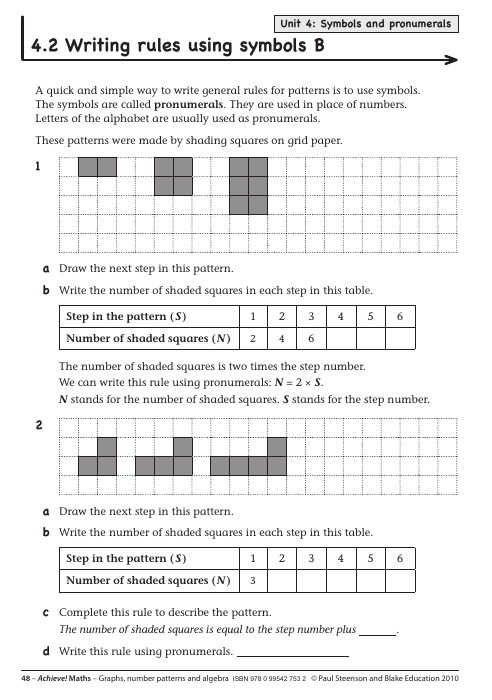 Unit 4: Symbols and pronumerals
4.2 Writing rules using symbols B
A quick and simple way to write general rules for patterns is to use symbols.
The symbols are called pronumerals. They are used in place of numbers.
Letters of the alphabet are usually used as pronumerals.
These patterns were made by shading squares on grid paper.
1
a Draw the next step in this pattern.
b Write the number of shaded squares in each step in this table.
Step in the pattern (S) 1 2 3 4 5 6
Number of shaded squares (N) 2 4 6
The number of shaded squares is two times the step number.
We can write this rule using pronumerals: N = 2 × S.
N stands for the number of shaded squares. S stands for the step number.
2
a Draw the next step in this pattern.
b Write the number of shaded squares in each step in this table.
Step in the pattern (S) 1 2 3 4 5 6
Number of shaded squares (N) 3
c Complete this rule to describe the pattern.
The number of shaded squares is equal to the step number plus ______.
d Write this rule using pronumerals. ____________________
48 – Achieve! Maths – Graphs, number patterns and algebra ISBN 978 0 99542 753 2 © Paul Steenson and Blake Education 2010